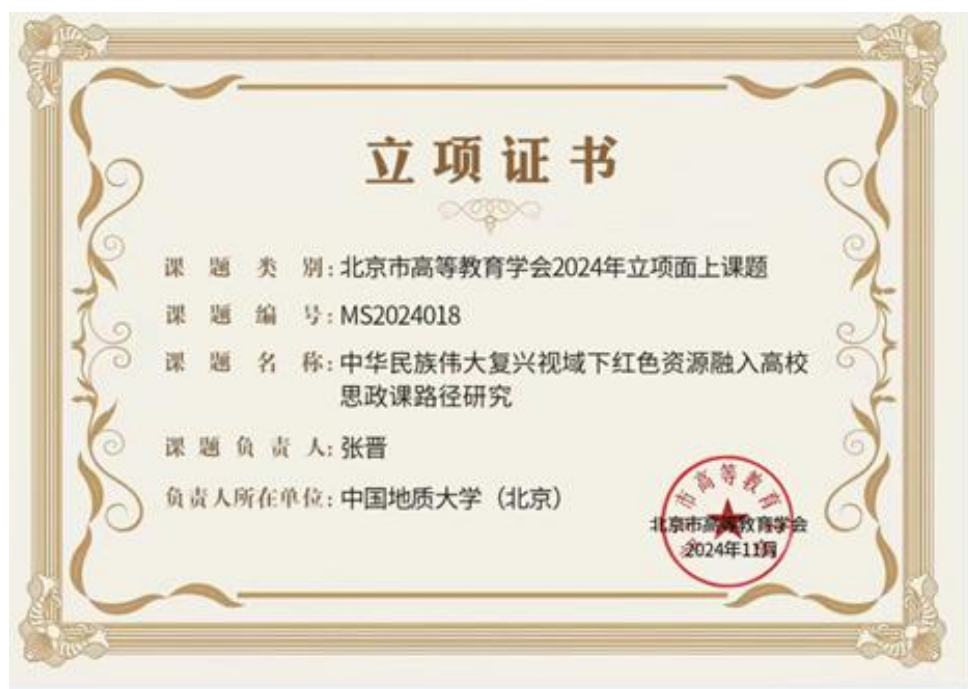 立项证书
课题类别:北京市高等教育学会2024年立项面上课题
课题编号:MS2024018
课题名称:中华民族伟大复兴视域下红色资源融入高校
思政课路径研究
课题负责人:张晋
负责人所在单位:中国地质大学（北京）
市高等教育
北京市高等教育学会
2024年11月